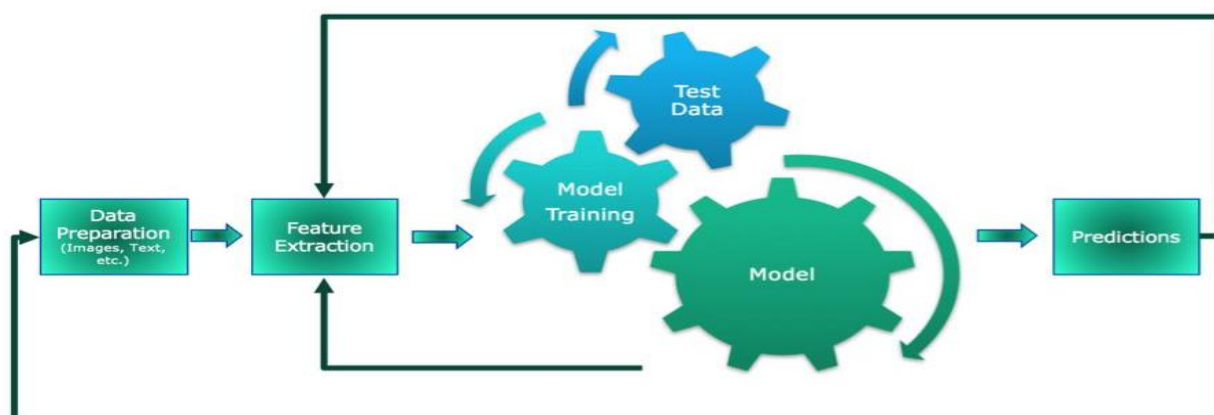 Data
Preparation
(Images, Text,
etc.)
Feature
Extraction
Test
Data
Model
Training
Model
Predictions